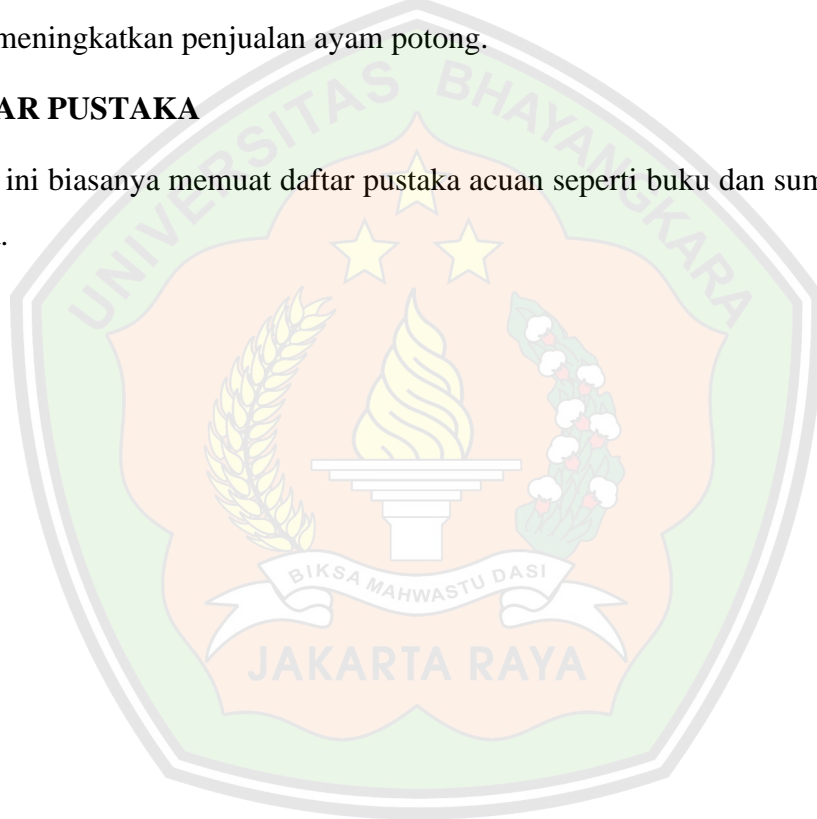 meningkatkan penjualan ayam potong.
AR PUSTAKA
ini biasanya memuat daftar pustaka acuan seperti buku dan sum
.
UNIVERSITAS BHAYANGKARA
BIKSA MAHWASTU DASI
JAKARTA RAYA